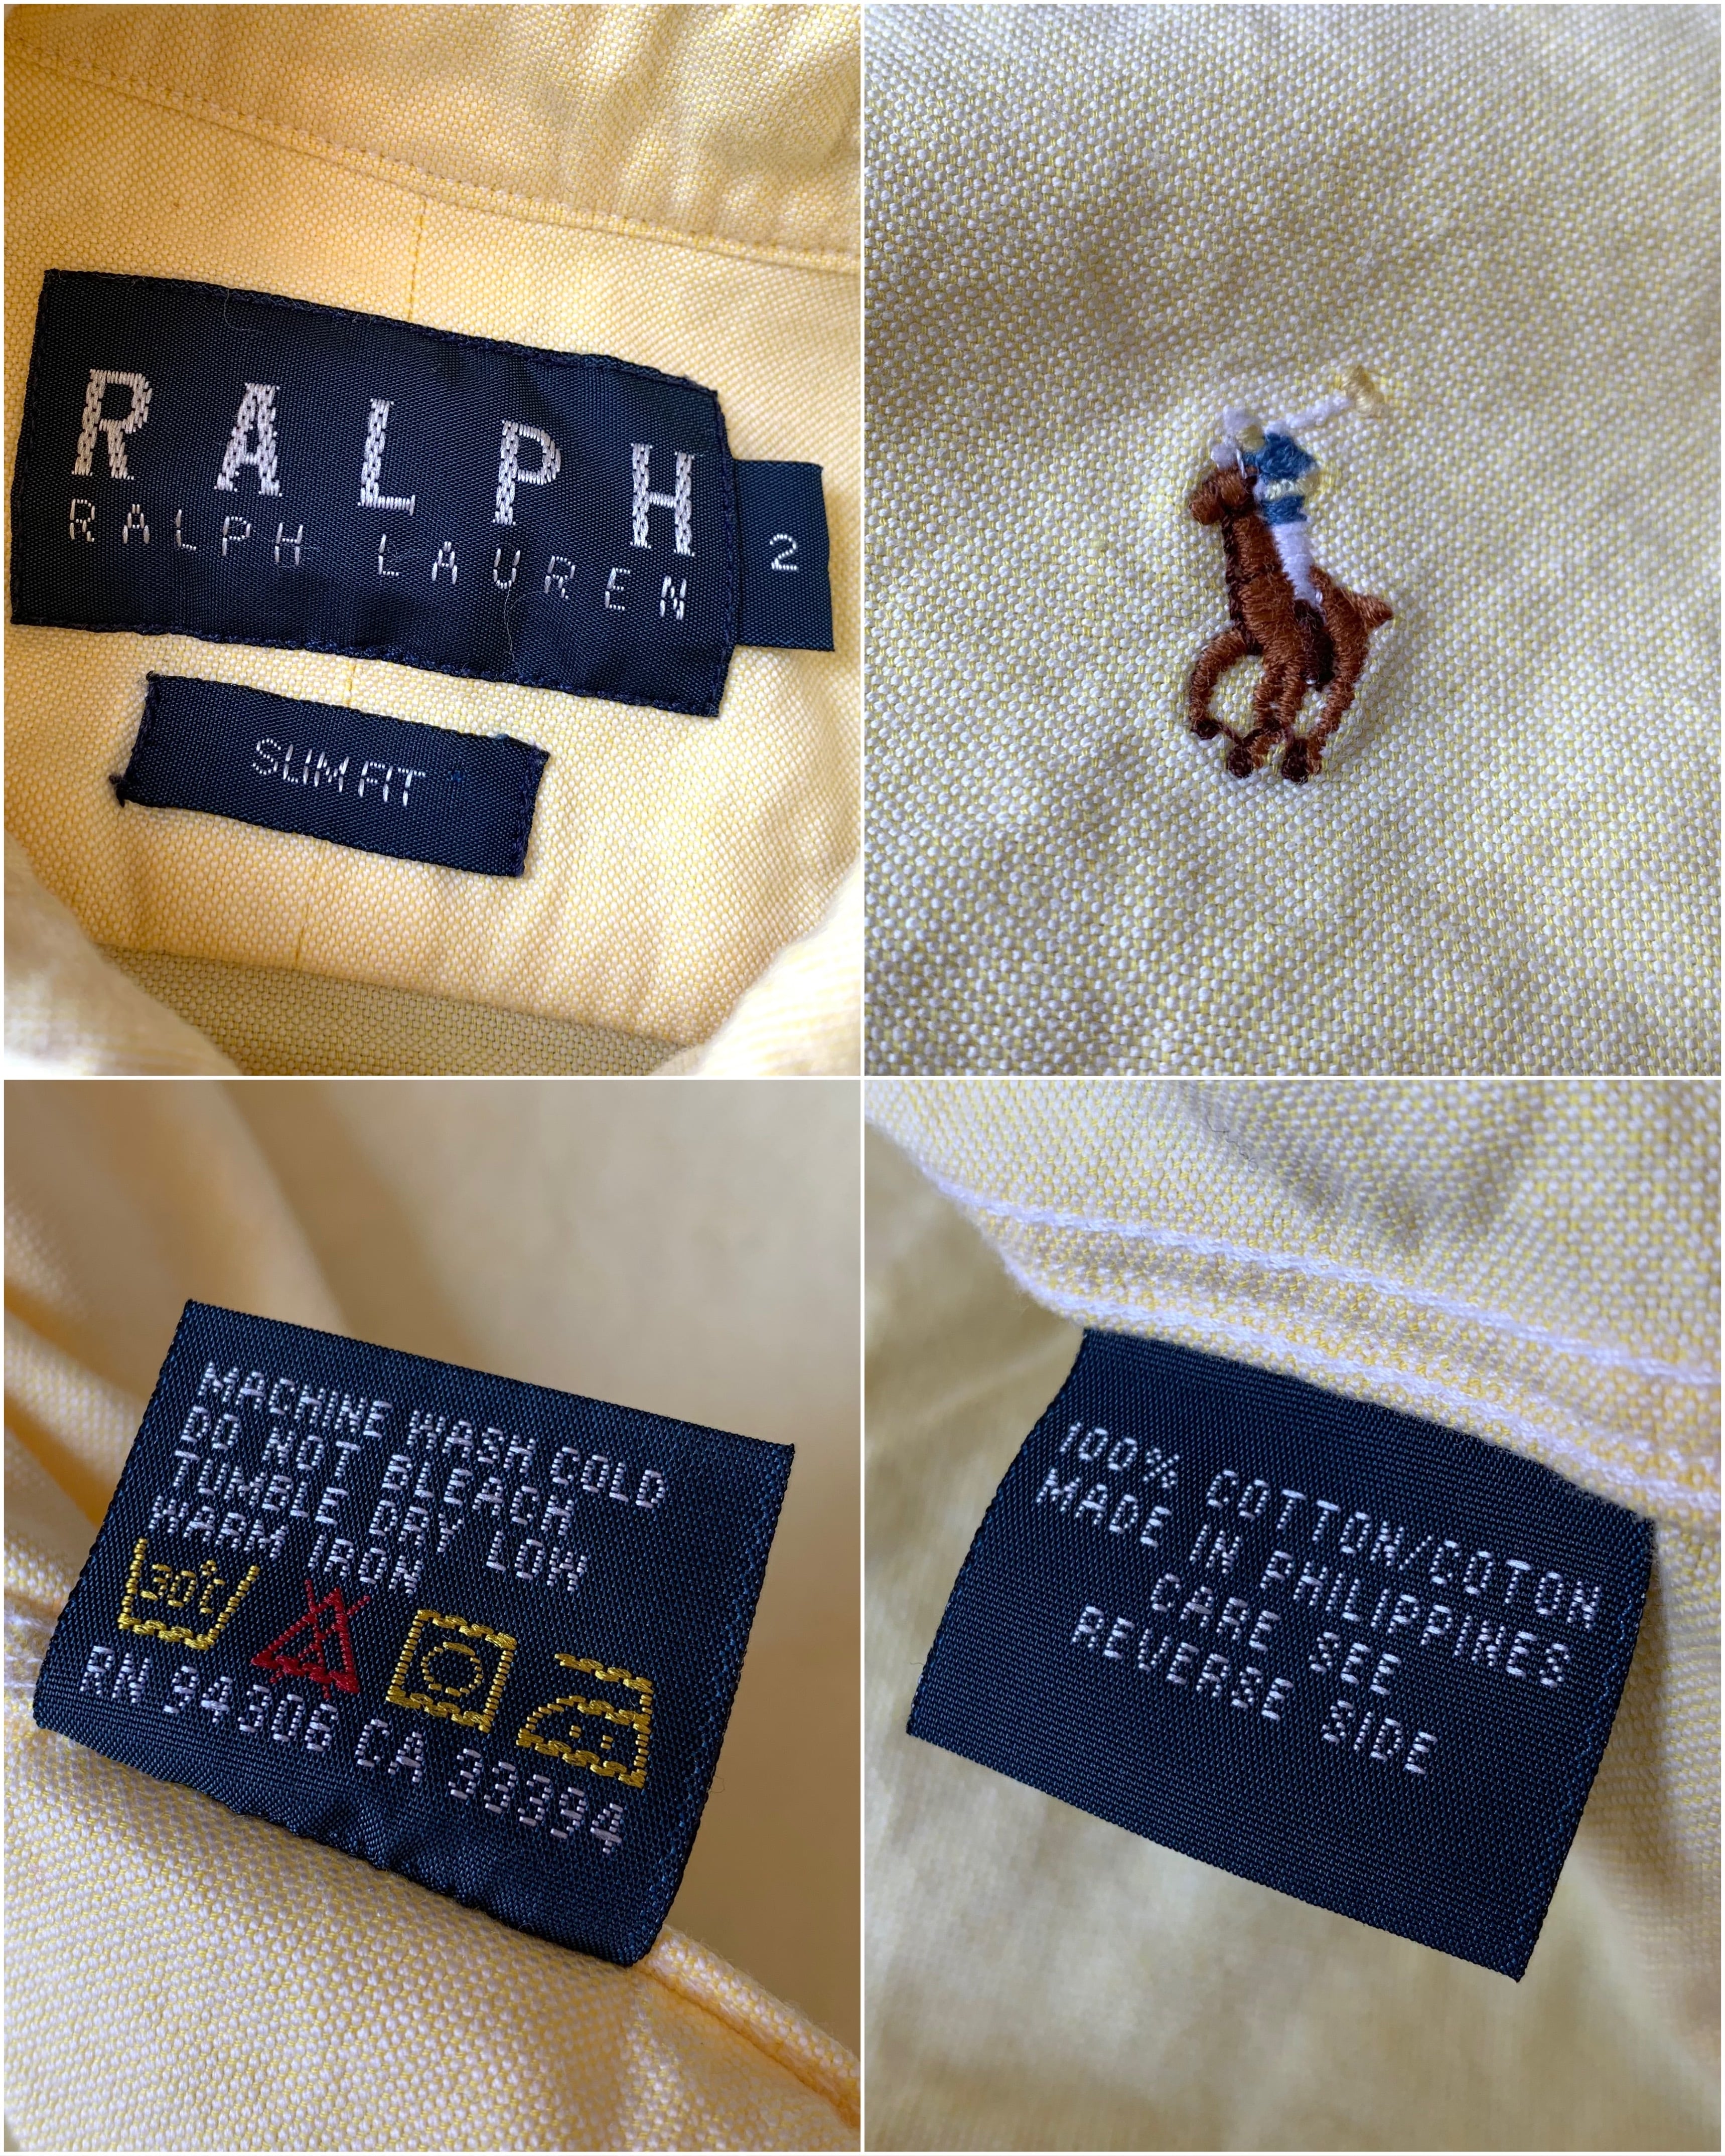 RALPH
RALPH LAUREN
2
SLIM FIT
MACHINE WASH COLD
DO NOT BLEACH
TUMBLE DRY LOW
WARM IRON
30°C
RN 94306 CA 33394
100% COTTON/COTON
MADE IN PHILIPPINES
CARE SEE
REVERSE SIDE